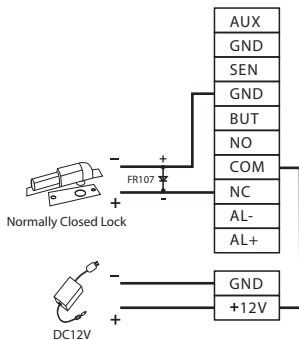 AUX
GND
SEN
GND
BUT
NO
COM
NC
AL-
AL+
- +
FR107
+ -
Normally Closed Lock
- GND
+ +12V
DC12V